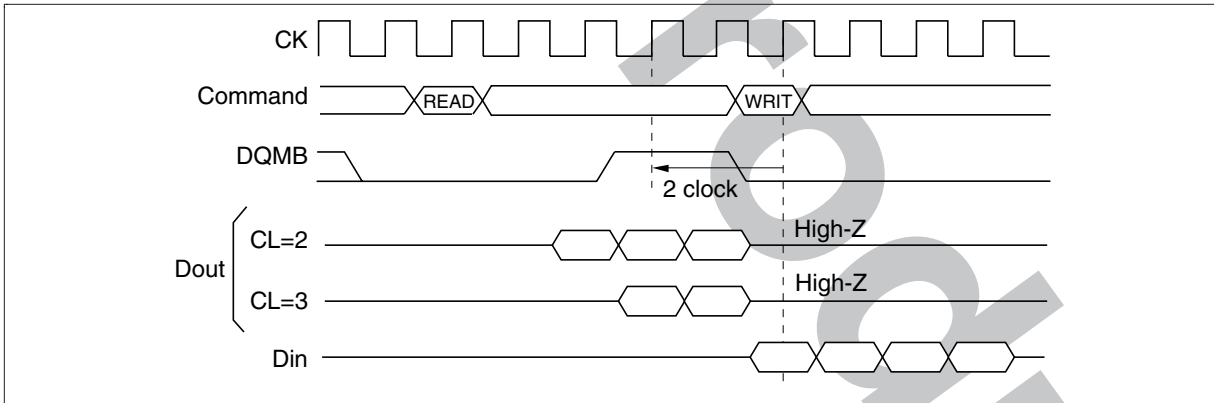 CK
Command
READ
WRIT
DQMB
2 clock
Dout
CL=2
High-Z
CL=3
High-Z
Din